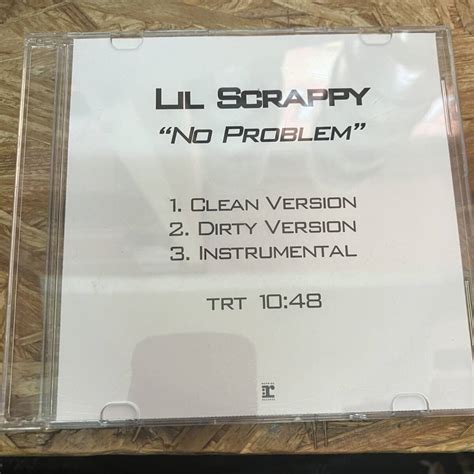 LIL SCRAPPY
"NO PROBLEM"
1. CLEAN VERSION
2. DIRTY VERSION
3. INSTRUMENTAL
TRT 10:48